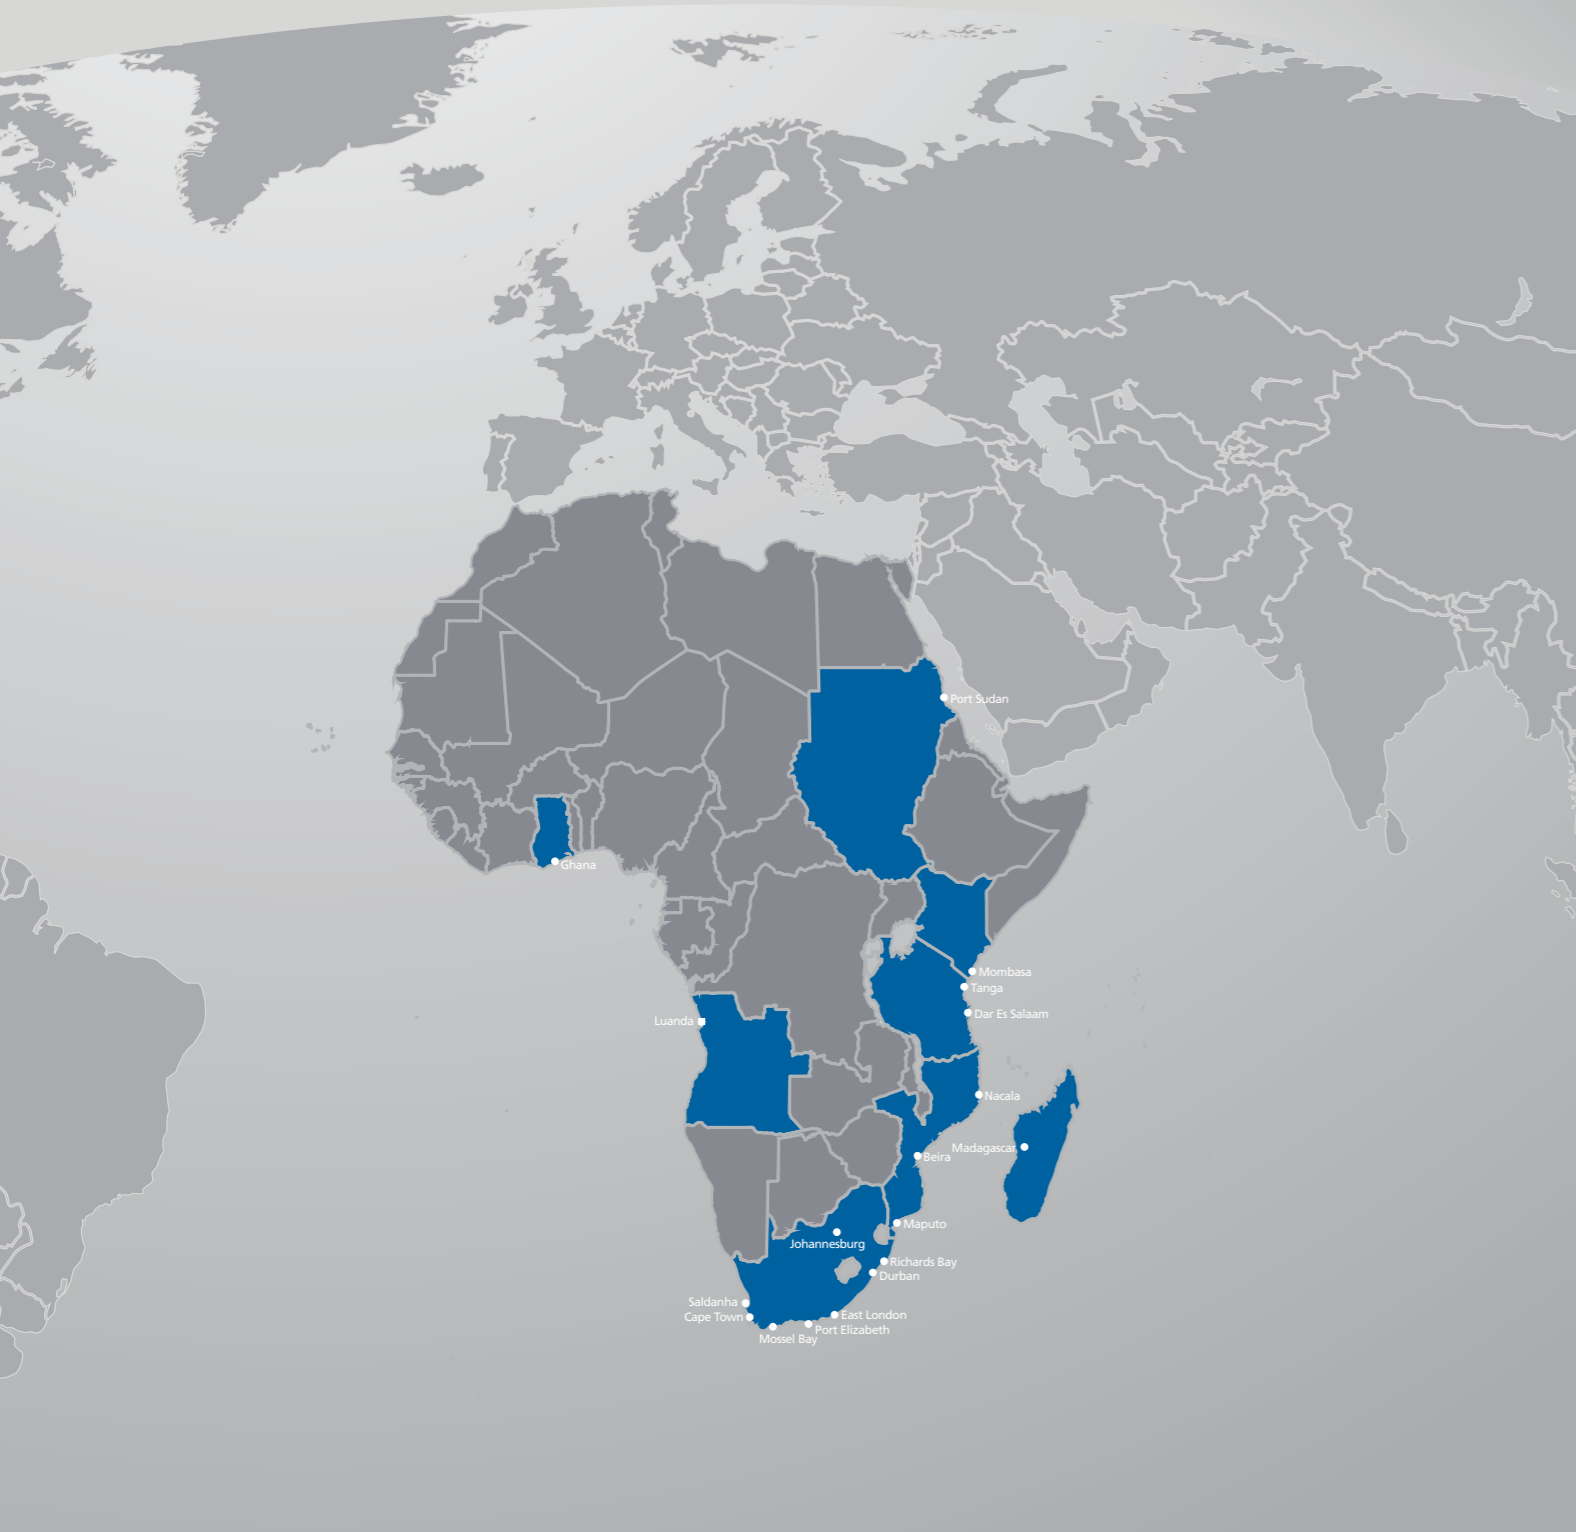 Port Sudan
Ghana
Mombasa
Tanga
Dar Es Salaam
Luanda
Nacala
Madagascar
Beira
Maputo
Johannesburg
Richards Bay
Durban
Saldanha
Cape Town
East London
Port Elizabeth
Mossel Bay